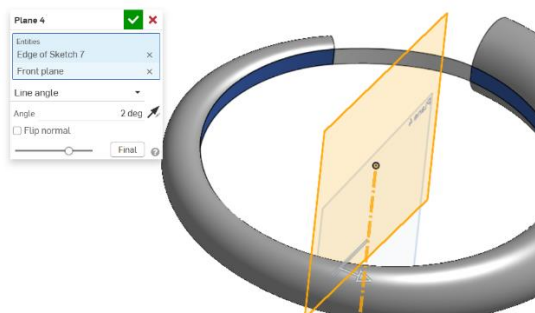 Plane 4
Entities
Edge of Sketch 7
Front plane
Line angle
Angle 2 deg
Flip normal
Final